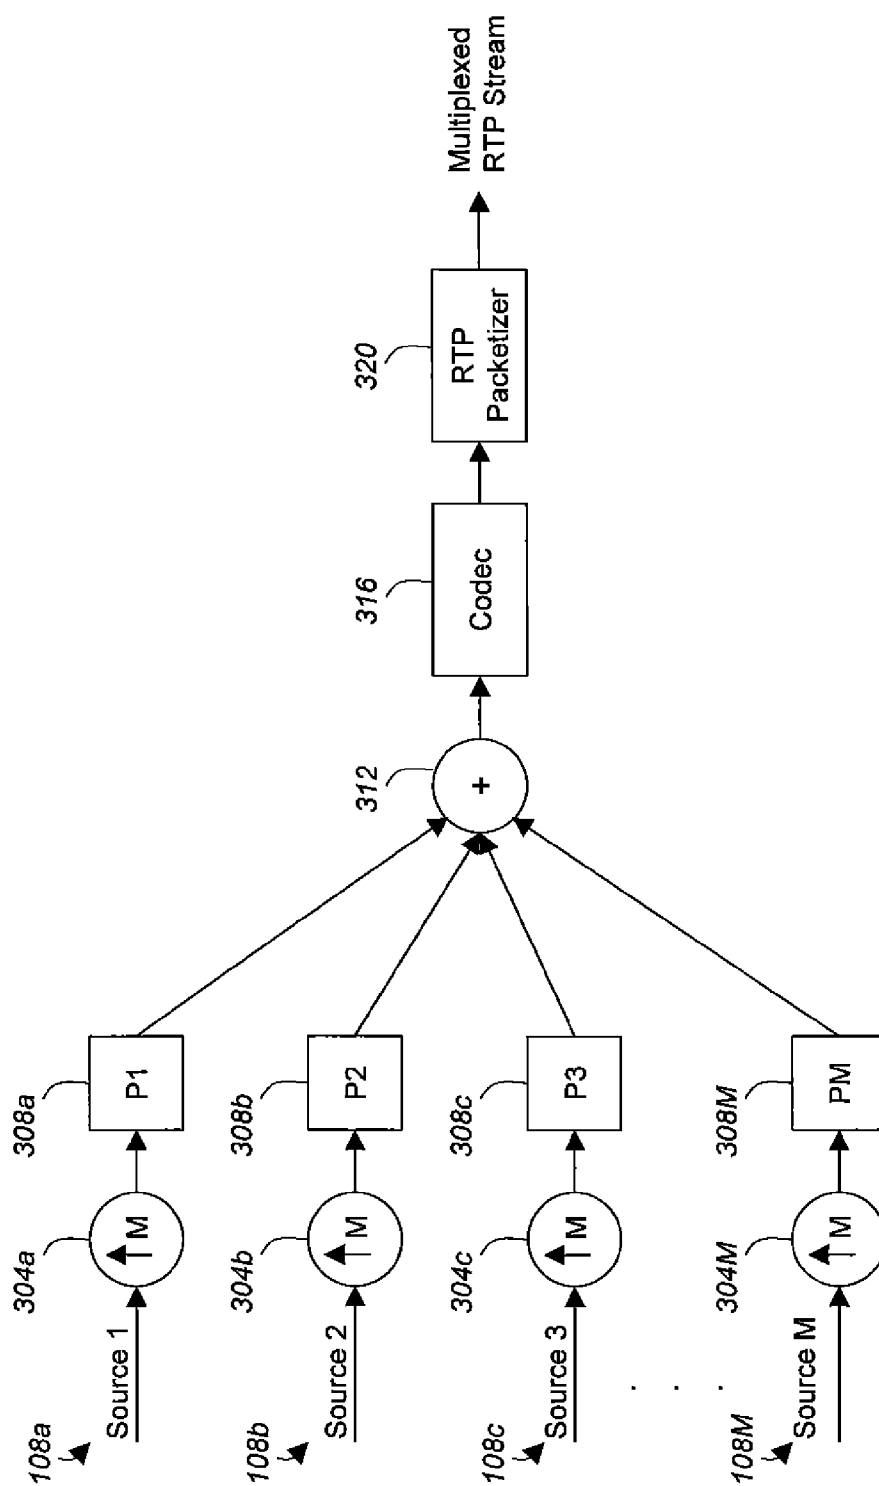 108a
Source 1
304a
↑M
308a
P1
108b
Source 2
304b
↑M
308b
P2
108c
Source 3
304c
↑M
308c
P3
. . .
108M
Source M
304M
↑M
308M
PM
312
+
316
Codec
320
RTP
Packetizer
Multiplexed
RTP Stream